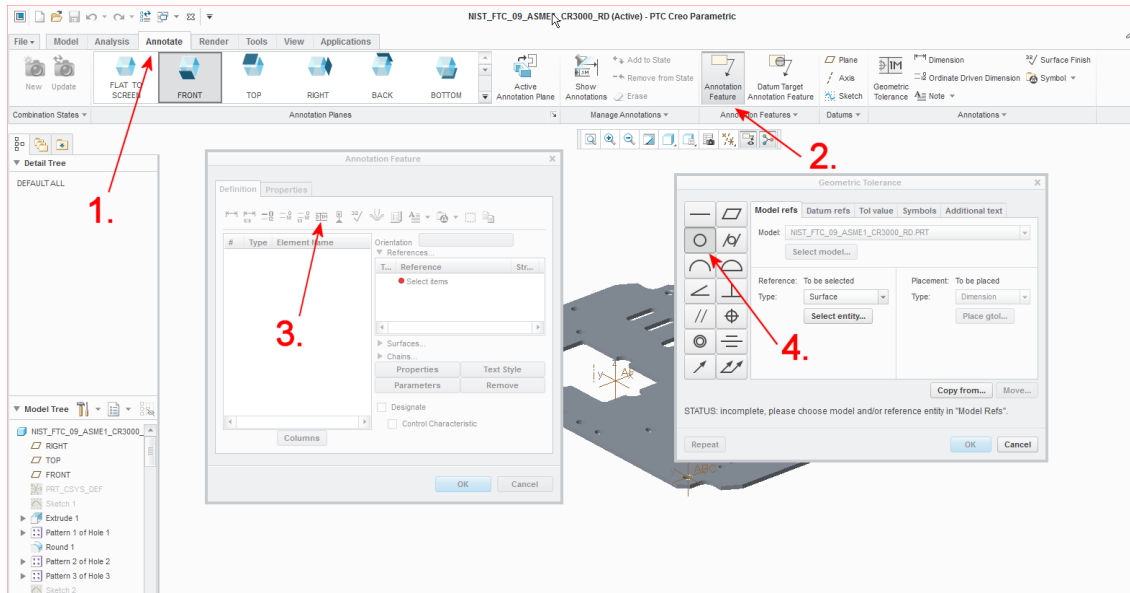 NIST_FTC_09_ASME1_CR3000_RD (Active) - PTC Creo Parametric
File Model Analysis Annotate Render Tools View Applications
New Update
FLAT TO SCREEN
FRONT TOP RIGHT BACK BOTTOM
Active Annotation Plane
Show Annotations
Add to State
Remove from State
Erase
Annotation Feature
Datum Target Annotation Feature
Plane
Axis
Sketch
Geometric Tolerance
Dimension
Ordinate Driven Dimension
Note
Surface Finish
Symbol
Combination States Annotation Planes Manage Annotations Annotation Features Datums Annotations
1.
2.
3.
4.
Detail Tree
DEFAULT ALL
Model Tree
NIST_FTC_09_ASME1_CR3000_
RIGHT
TOP
FRONT
PRT_CSYS_DEF
Sketch 1
Extrude 1
Pattern 1 of Hole 1
Round 1
Pattern 2 of Hole 2
Pattern 3 of Hole 3
Sketch 2
Annotation Feature X
Definition Properties
# Type Element Name
Orientation
References...
T... Reference Str...
Select items
Surfaces...
Chains...
Properties Text Style
Parameters Remove
Designate
Control Characteristic
Columns
OK Cancel
Geometric Tolerance X
Model refs Datum refs Tol value Symbols Additional text
Model: NIST_FTC_09_ASME1_CR3000_RD.PRT
Select model...
Reference: To be selected
Type: Surface
Select entity...
Placement: To be placed
Type: Dimension
Place gtol...
Copy from... Move...
STATUS: incomplete, please choose model and/or reference entity in "Model Refs".
Repeat OK Cancel
ABC